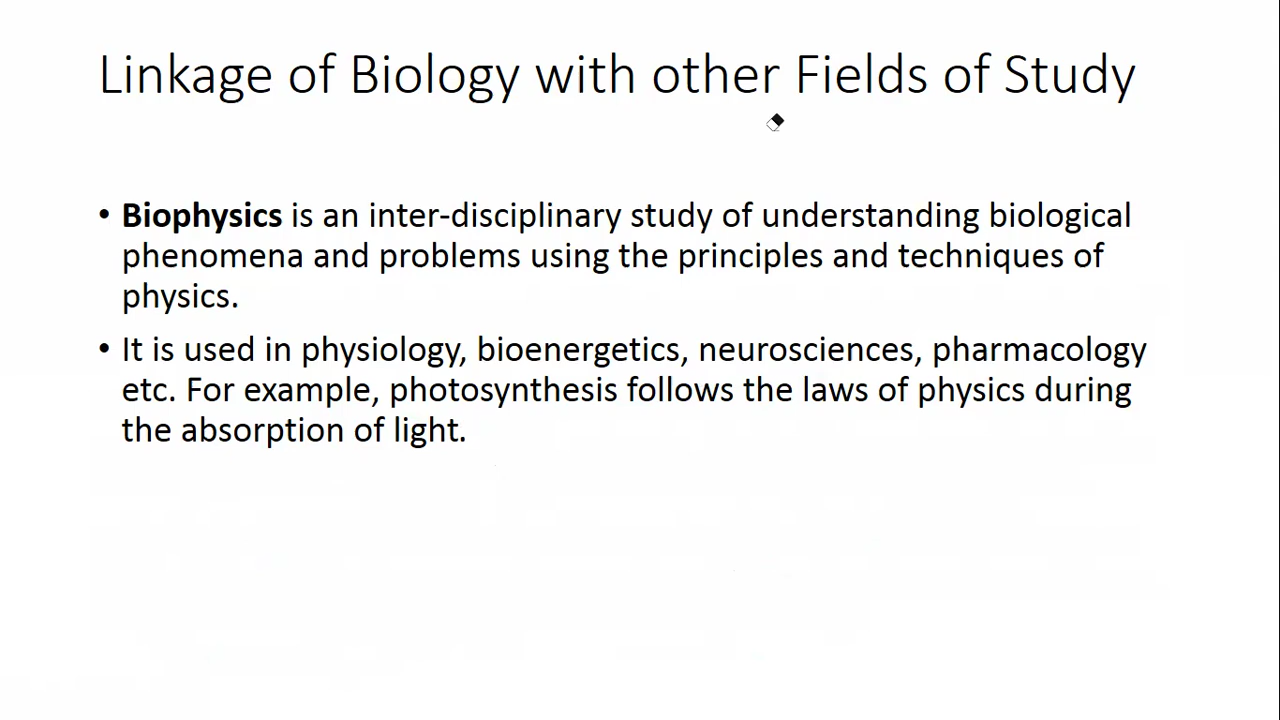 Linkage of Biology with other Fields of Study
• Biophysics is an inter-disciplinary study of understanding biological
phenomena and problems using the principles and techniques of
physics.
• It is used in physiology, bioenergetics, neurosciences, pharmacology
etc. For example, photosynthesis follows the laws of physics during
the absorption of light.